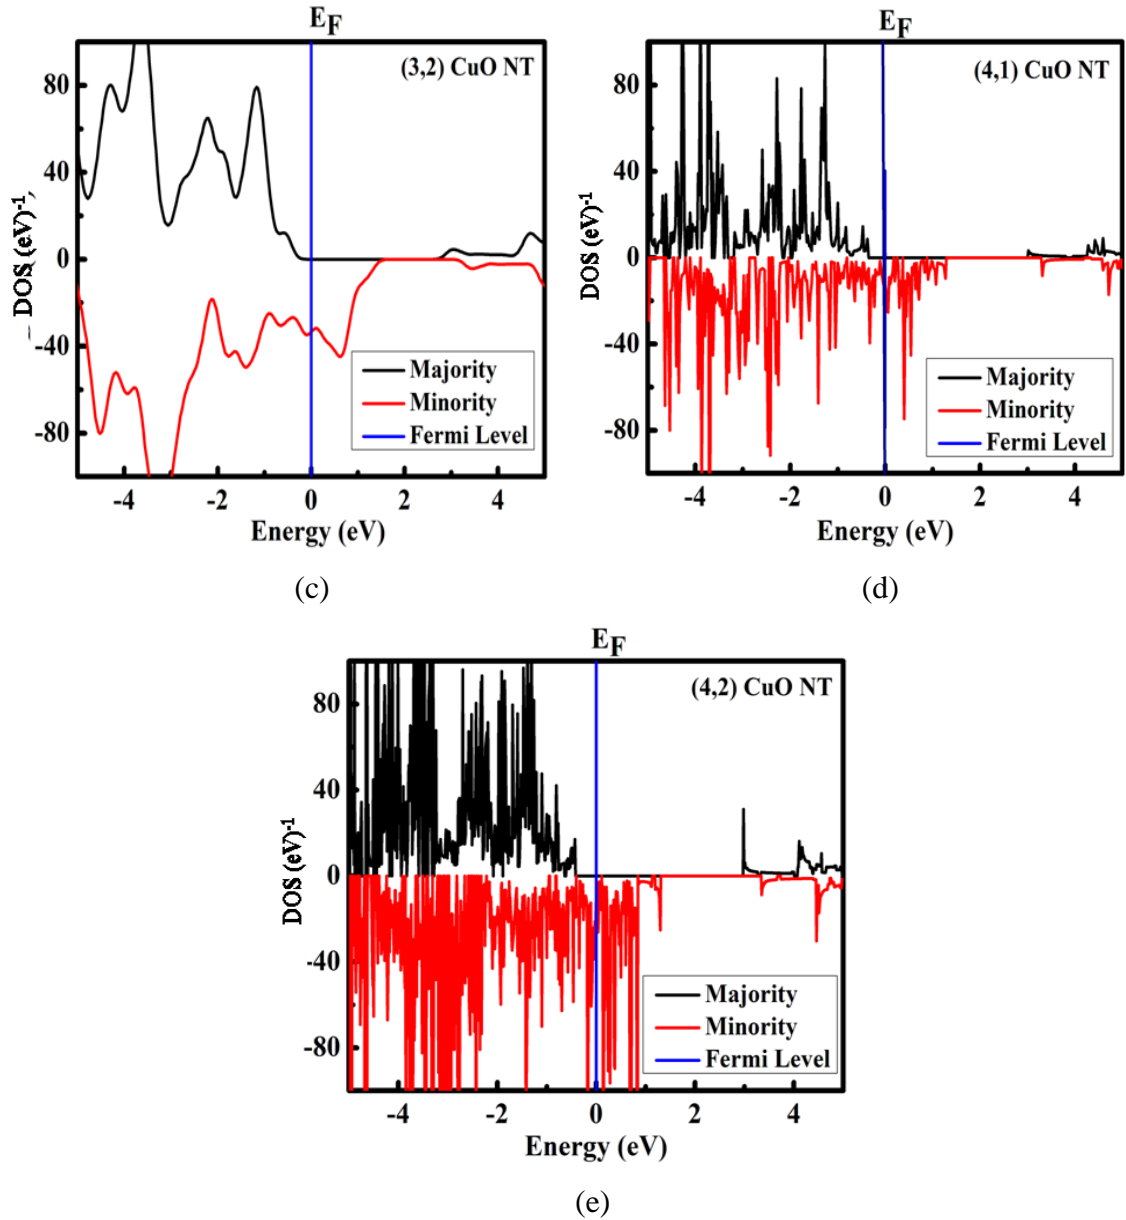 E_F
(3,2) CuO NT
80
40
0
-40
-80
_ DOS (eV)-1,
Majority
Minority
Fermi Level
-4 -2 0 2 4
Energy (eV)
(c)
E_F
(4,1) CuO NT
80
40
0
-40
-80
DOS (eV)-1
Majority
Minority
Fermi Level
-4 -2 0 2 4
Energy (eV)
(d)
E_F
(4,2) CuO NT
80
40
0
-40
-80
DOS (eV)-1
Majority
Minority
Fermi Level
-4 -2 0 2 4
Energy (eV)
(e)